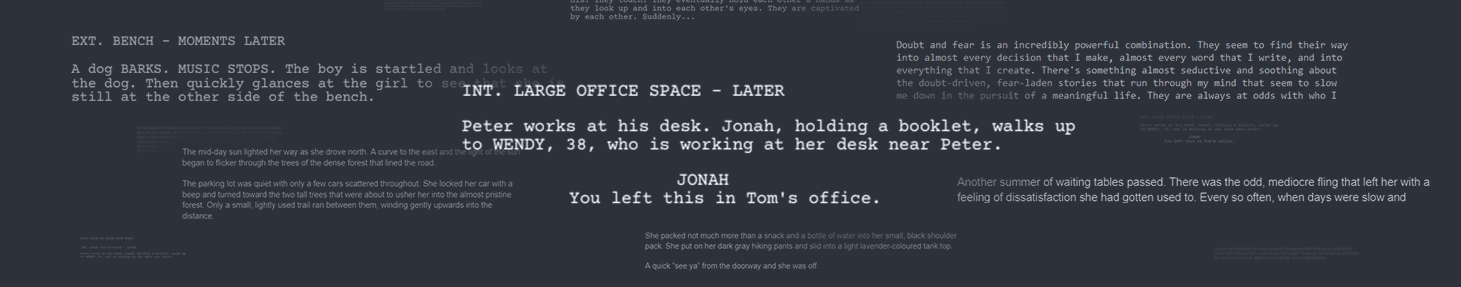 they look up and into each other's eyes. They are captivated
by each other. Suddenly...
EXT. BENCH – MOMENTS LATER
A dog BARKS. MUSIC STOPS. The boy is startled and looks at
the dog. Then quickly glances at the girl to see that she is
still at the other side of the bench.
INT. LARGE OFFICE SPACE – LATER
Peter works at his desk. Jonah, holding a booklet, walks up
to WENDY, 38, who is working at her desk near Peter.
JONAH
You left this in Tom's office.
Doubt and fear is an incredibly powerful combination. They seem to find their way
into almost every decision that I make, almost every word that I write, and into
everything that I create. There's something almost seductive and soothing about
the doubt-driven, fear-laden stories that run through my mind that seem to slow
me down in the pursuit of a meaningful life. They are always at odds with who I
The mid-day sun lighted her way as she drove north. A curve to the east and the light of the sun
began to flicker through the trees of the dense forest that lined the road.
The parking lot was quiet with only a few cars scattered throughout. She locked her car with a
beep and turned toward the two tall trees that were about to usher her into the almost pristine
forest. Only a small, lightly used trail ran between them, winding gently upwards into the
distance.
Another summer of waiting tables passed. There was the odd, mediocre fling that left her with a
feeling of dissatisfaction she had gotten used to. Every so often, when days were slow and
She packed not much more than a snack and a bottle of water into her small, black shoulder
pack. She put on her dark gray hiking pants and slid into a light lavender-coloured tank top.
A quick "see ya" from the doorway and she was off.